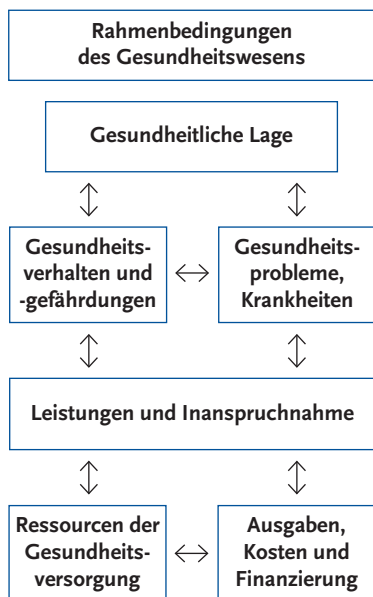 Rahmenbedingungen
des Gesundheitswesens
Gesundheitliche Lage
Gesundheits-
verhalten und
-gefährdungen
Gesundheits-
probleme,
Krankheiten
Leistungen und Inanspruchnahme
Ressourcen der
Gesundheits-
versorgung
Ausgaben,
Kosten und
Finanzierung